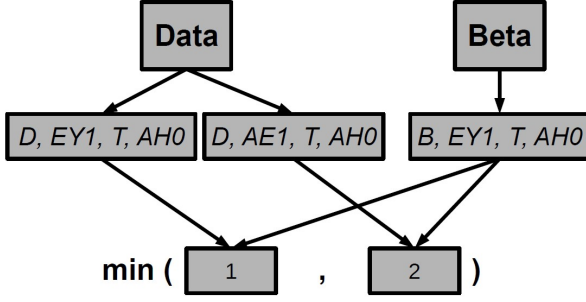 Data Beta
D, EY1, T, AH0 D, AE1, T, AH0 B, EY1, T, AH0
min ( 1 , 2 )